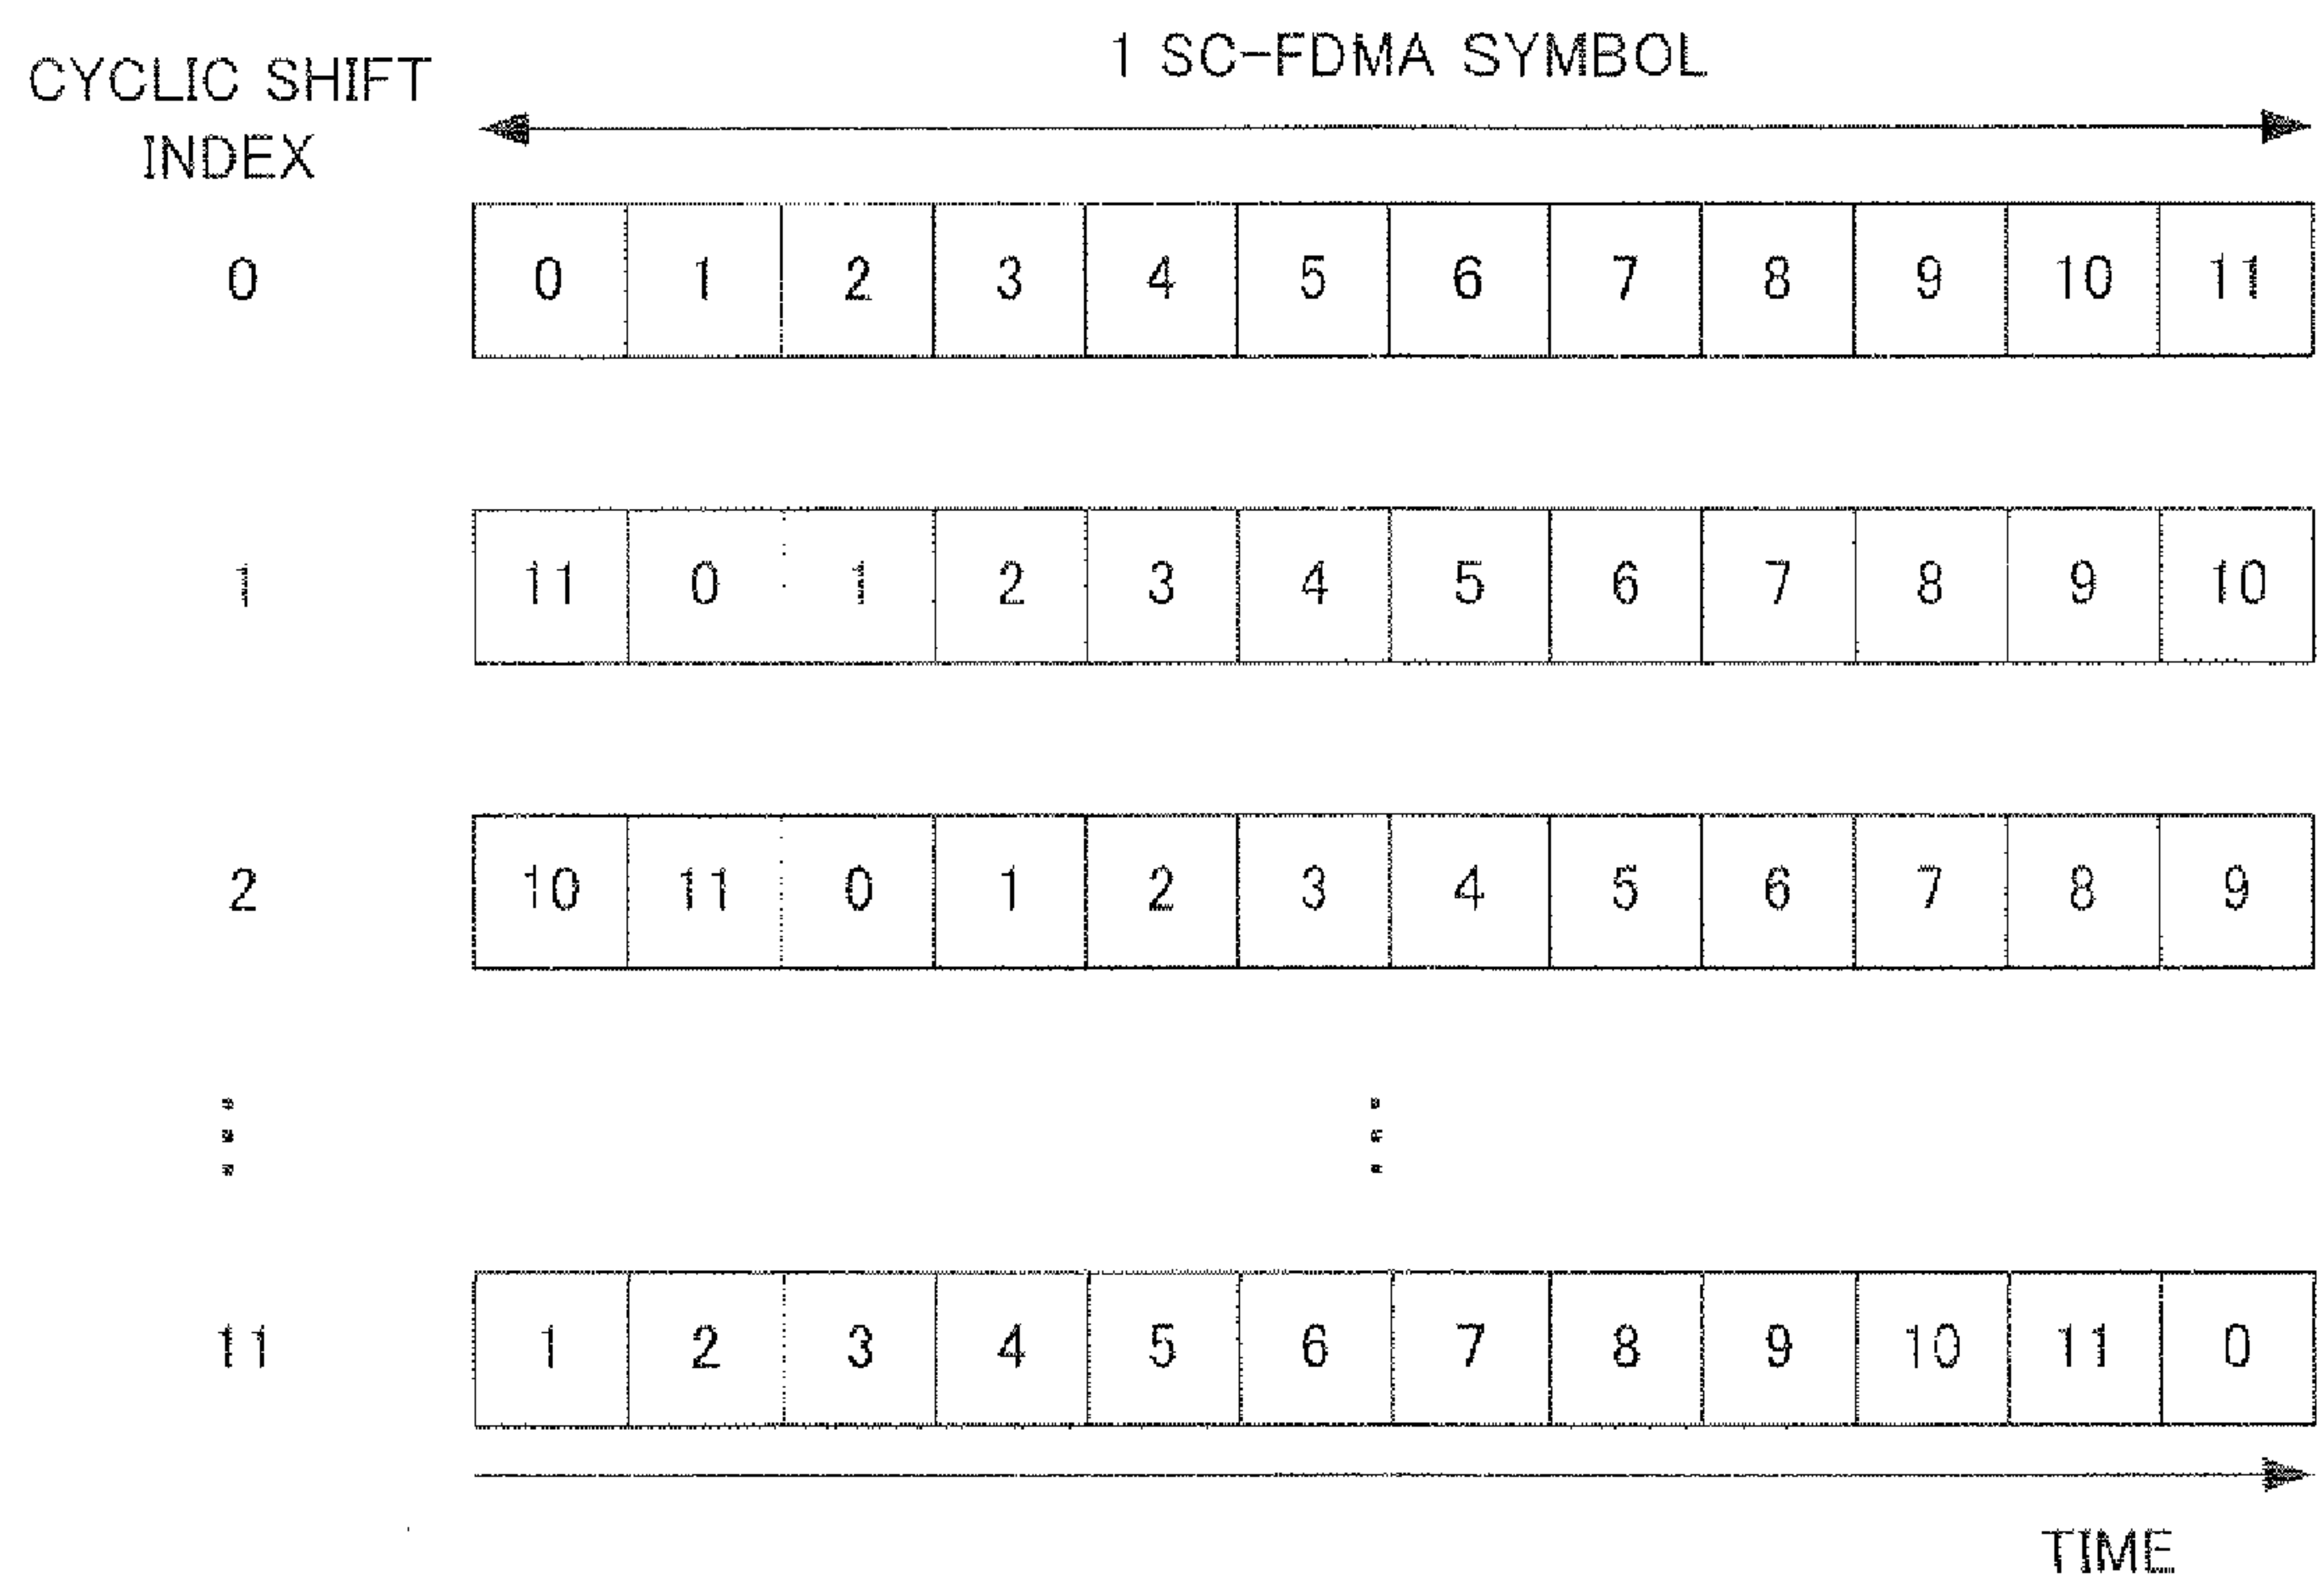 1 SC-FDMA SYMBOL
CYCLIC SHIFT
INDEX
0 0 1 2 3 4 5 6 7 8 9 10 11
1 11 0 1 2 3 4 5 6 7 8 9 10
2 10 11 0 1 2 3 4 5 6 7 8 9
11 1 2 3 4 5 6 7 8 9 10 11 0
TIME